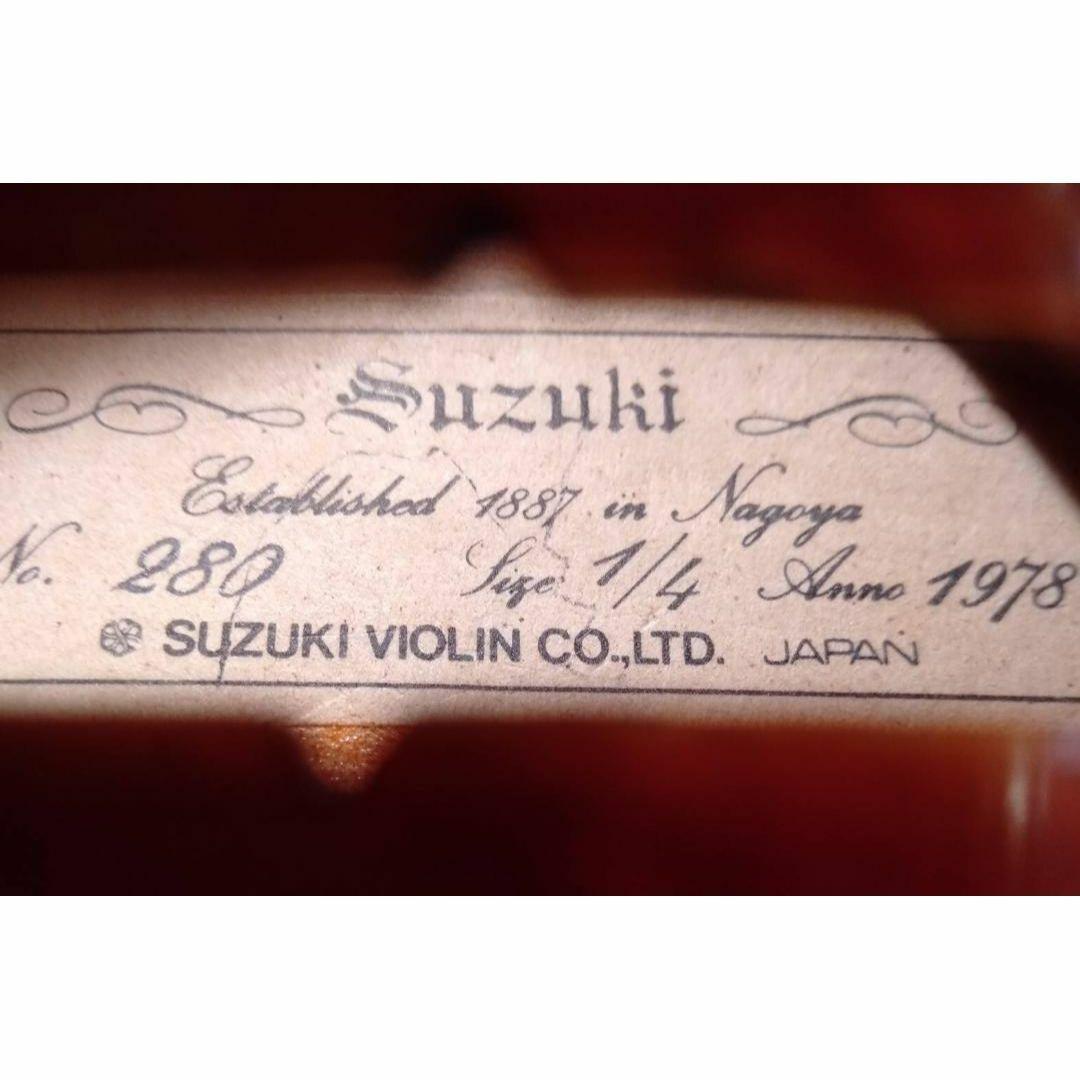 Suzuki
Established 1887 in Nagoya
No. 280 Size 1/4 Anno 1978
SUZUKI VIOLIN CO.,LTD. JAPAN